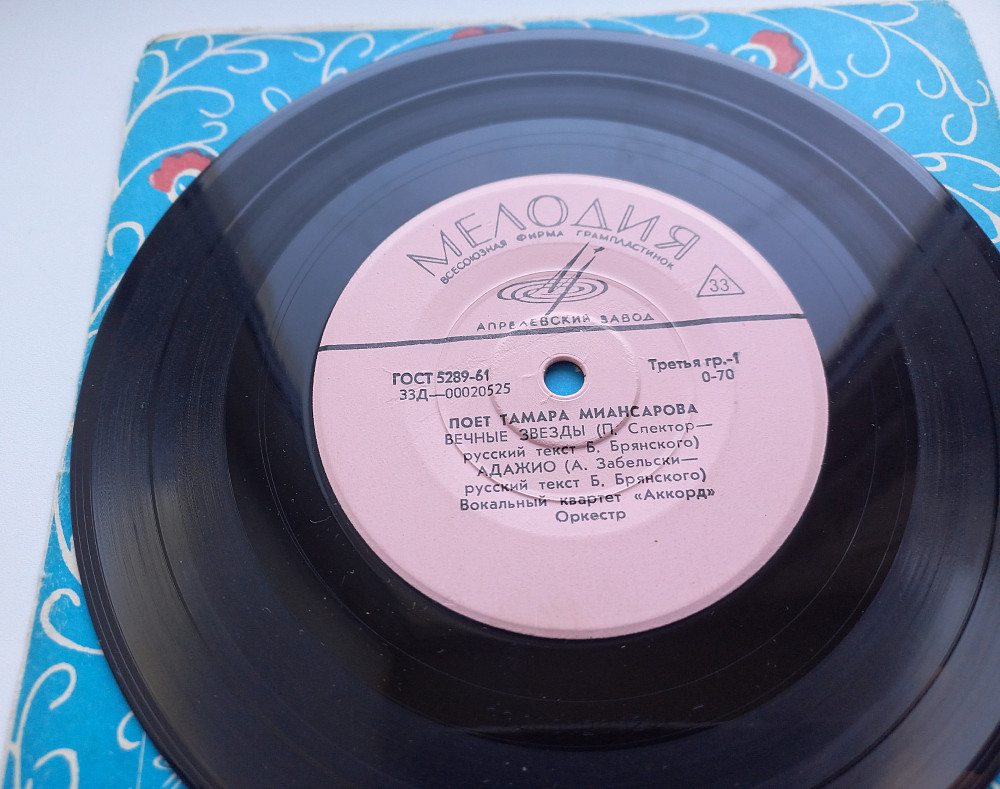 МЕЛОДИЯ
ВСЕСОЮЗНАЯ ФИРМА ГРАМПЛАСТИНОК
33
АПРЕЛЕВСКИЙ ЗАВОД
ГОСТ 5289-61
33Д—00020525
Третья гр.-1
0-70
ПОЕТ ТАМАРА МИАНСАРОВА
ВЕЧНЫЕ ЗВЕЗДЫ (П. Спектор—
русский текст Б. Брянского)
АДАЖИО (А. Забельски—
русский текст Б. Брянского)
Вокальный квартет «Аккорд»
Оркестр